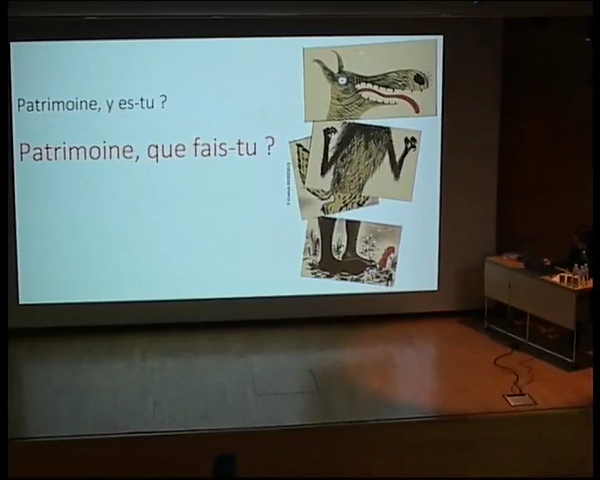 Patrimoine, y es-tu ?
Patrimoine, que fais-tu ?